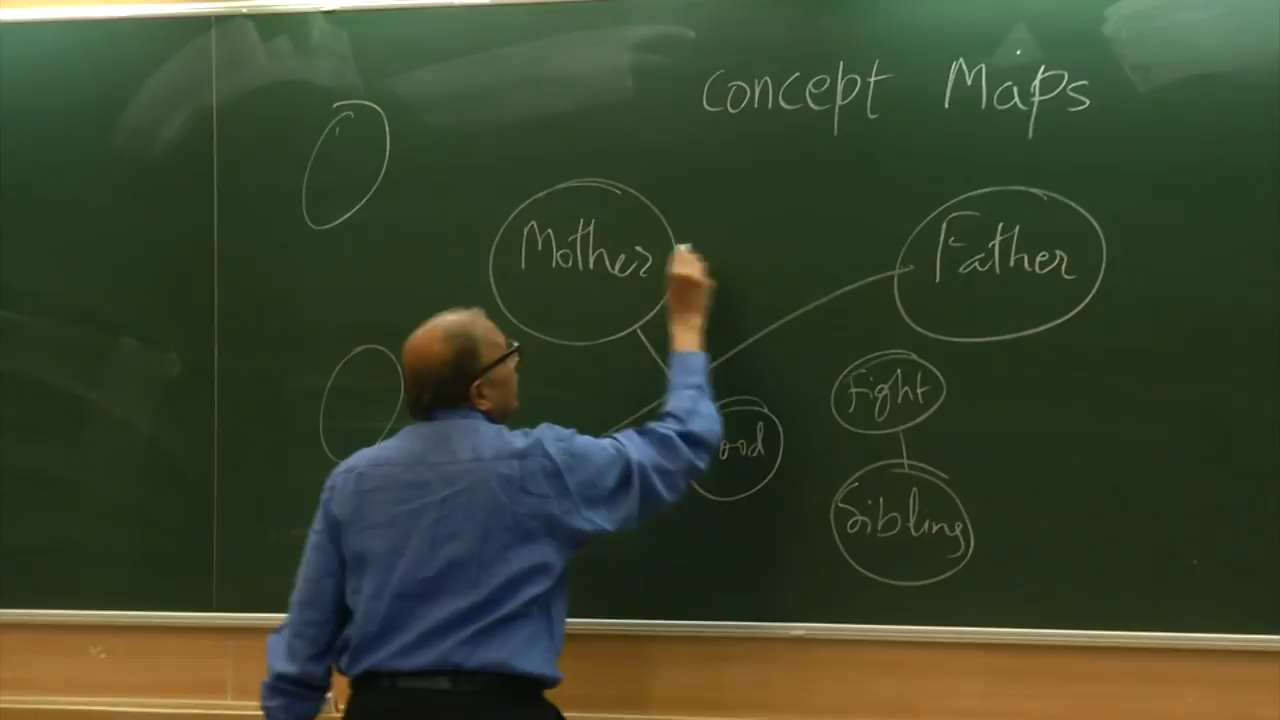 Concept Maps
Mother
Father
Fight
Sibling